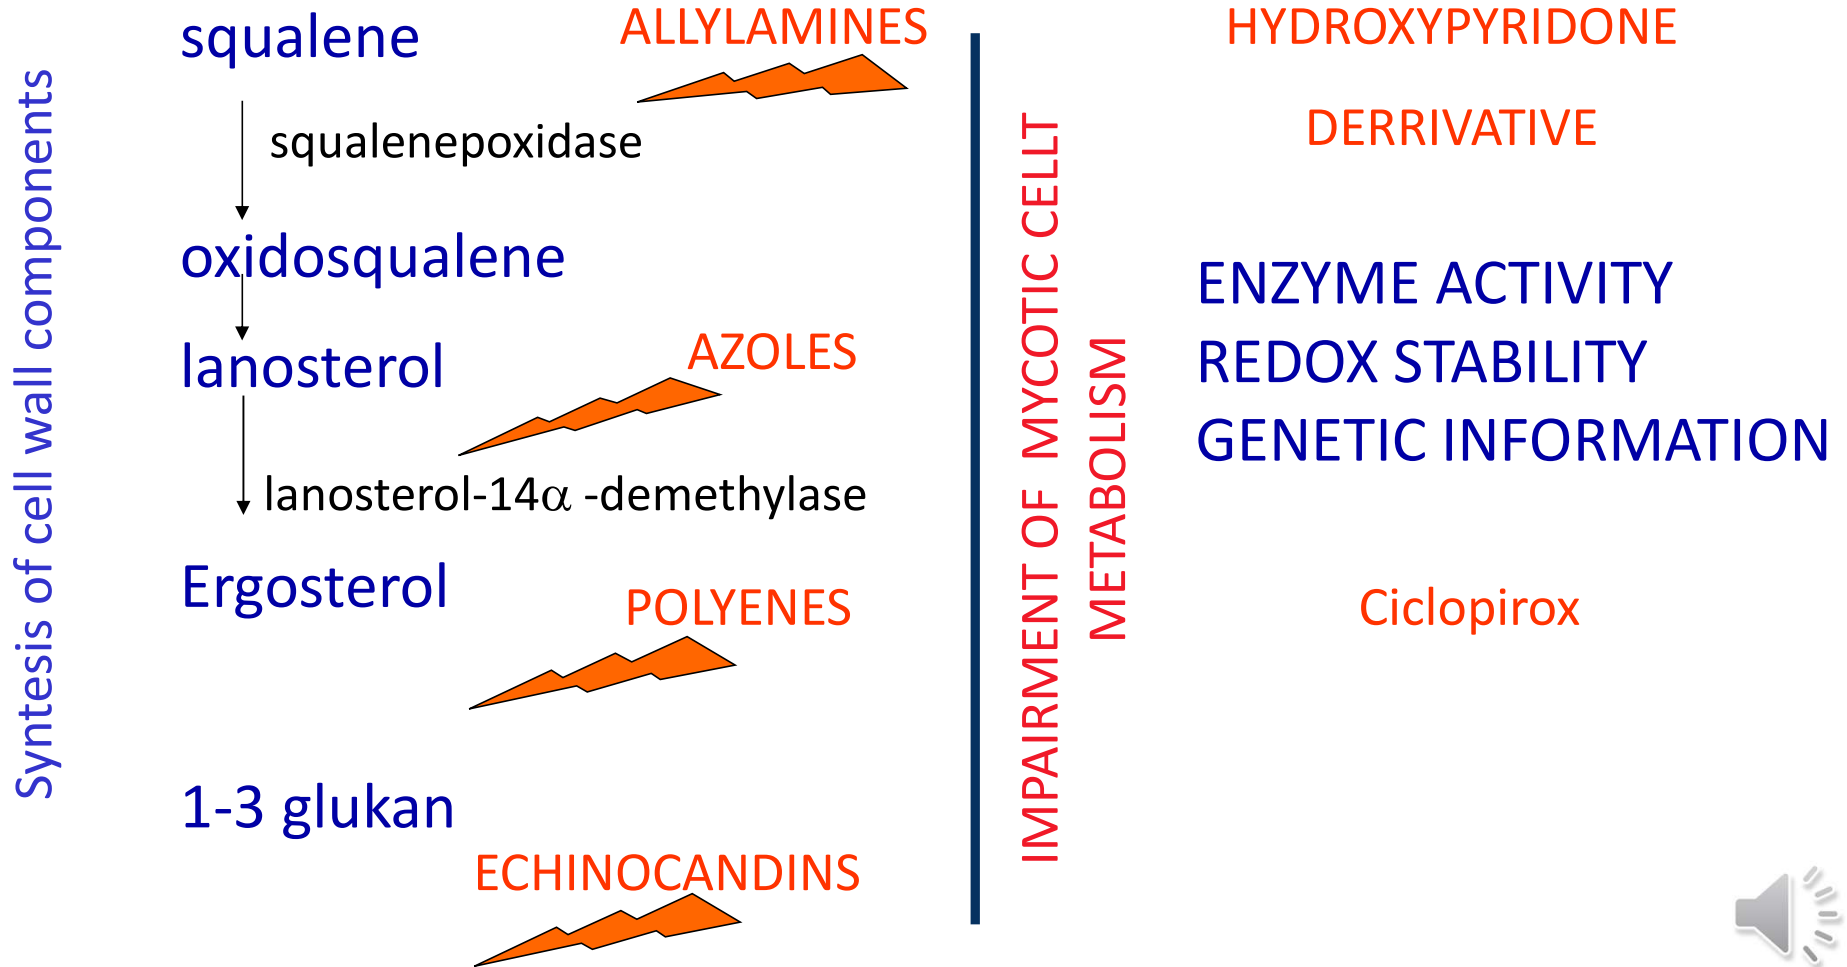 Syntesis of cell wall components
squalene
ALLYLAMINES
squalenepoxidase
oxidosqualene
lanosterol
AZOLES
lanosterol-14α -demethylase
Ergosterol
POLYENES
1-3 glukan
ECHINOCANDINS
IMPAIRMENT OF MYCOTIC CELLT
METABOLISM
HYDROXYPYRIDONE
DERRIVATIVE
ENZYME ACTIVITY
REDOX STABILITY
GENETIC INFORMATION
Ciclopirox